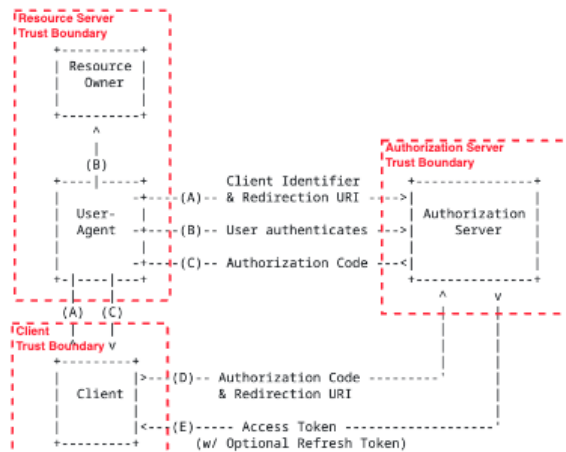 Resource Server
Trust Boundary
Resource
Owner
(B)
Authorization Server
Trust Boundary
Client Identifier
(A)-- & Redirection URI
User-
Agent
(B)-- User authenticates
Authorization
Server
(C)-- Authorization Code
(A) (C)
Client
Trust Boundary
Client
(D)-- Authorization Code
& Redirection URI
(E)----- Access Token
(w/ Optional Refresh Token)